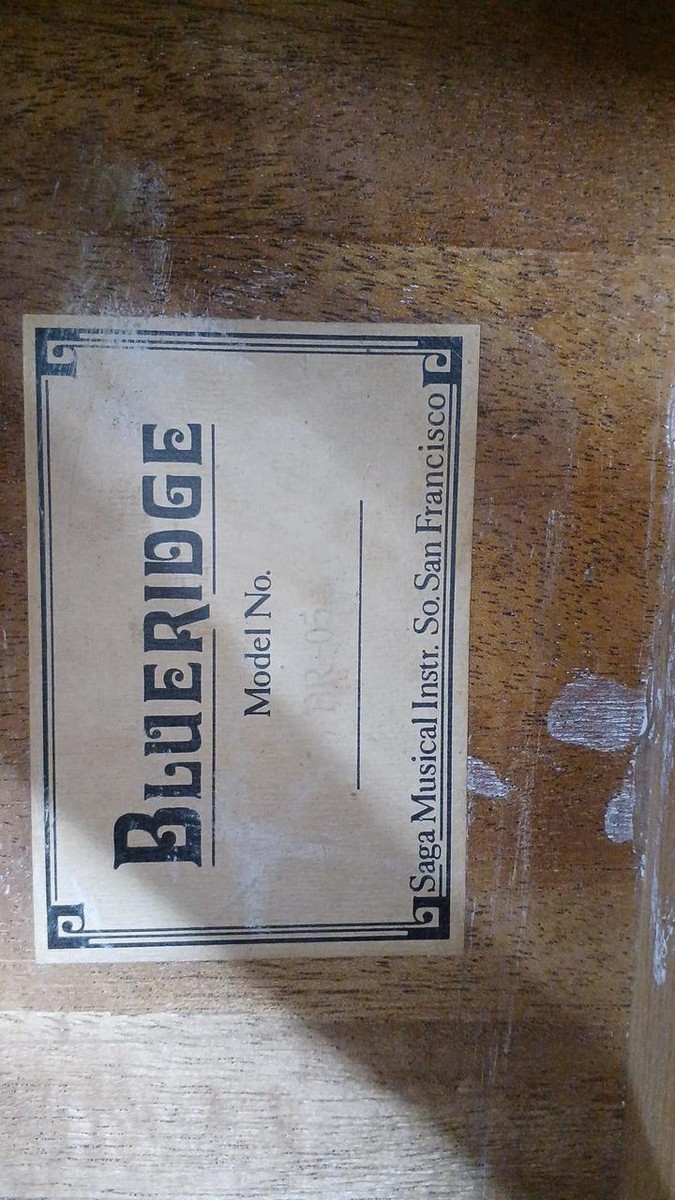 BLUERIDGE
Model No.
Saga Musical Instr. So. San Francisco